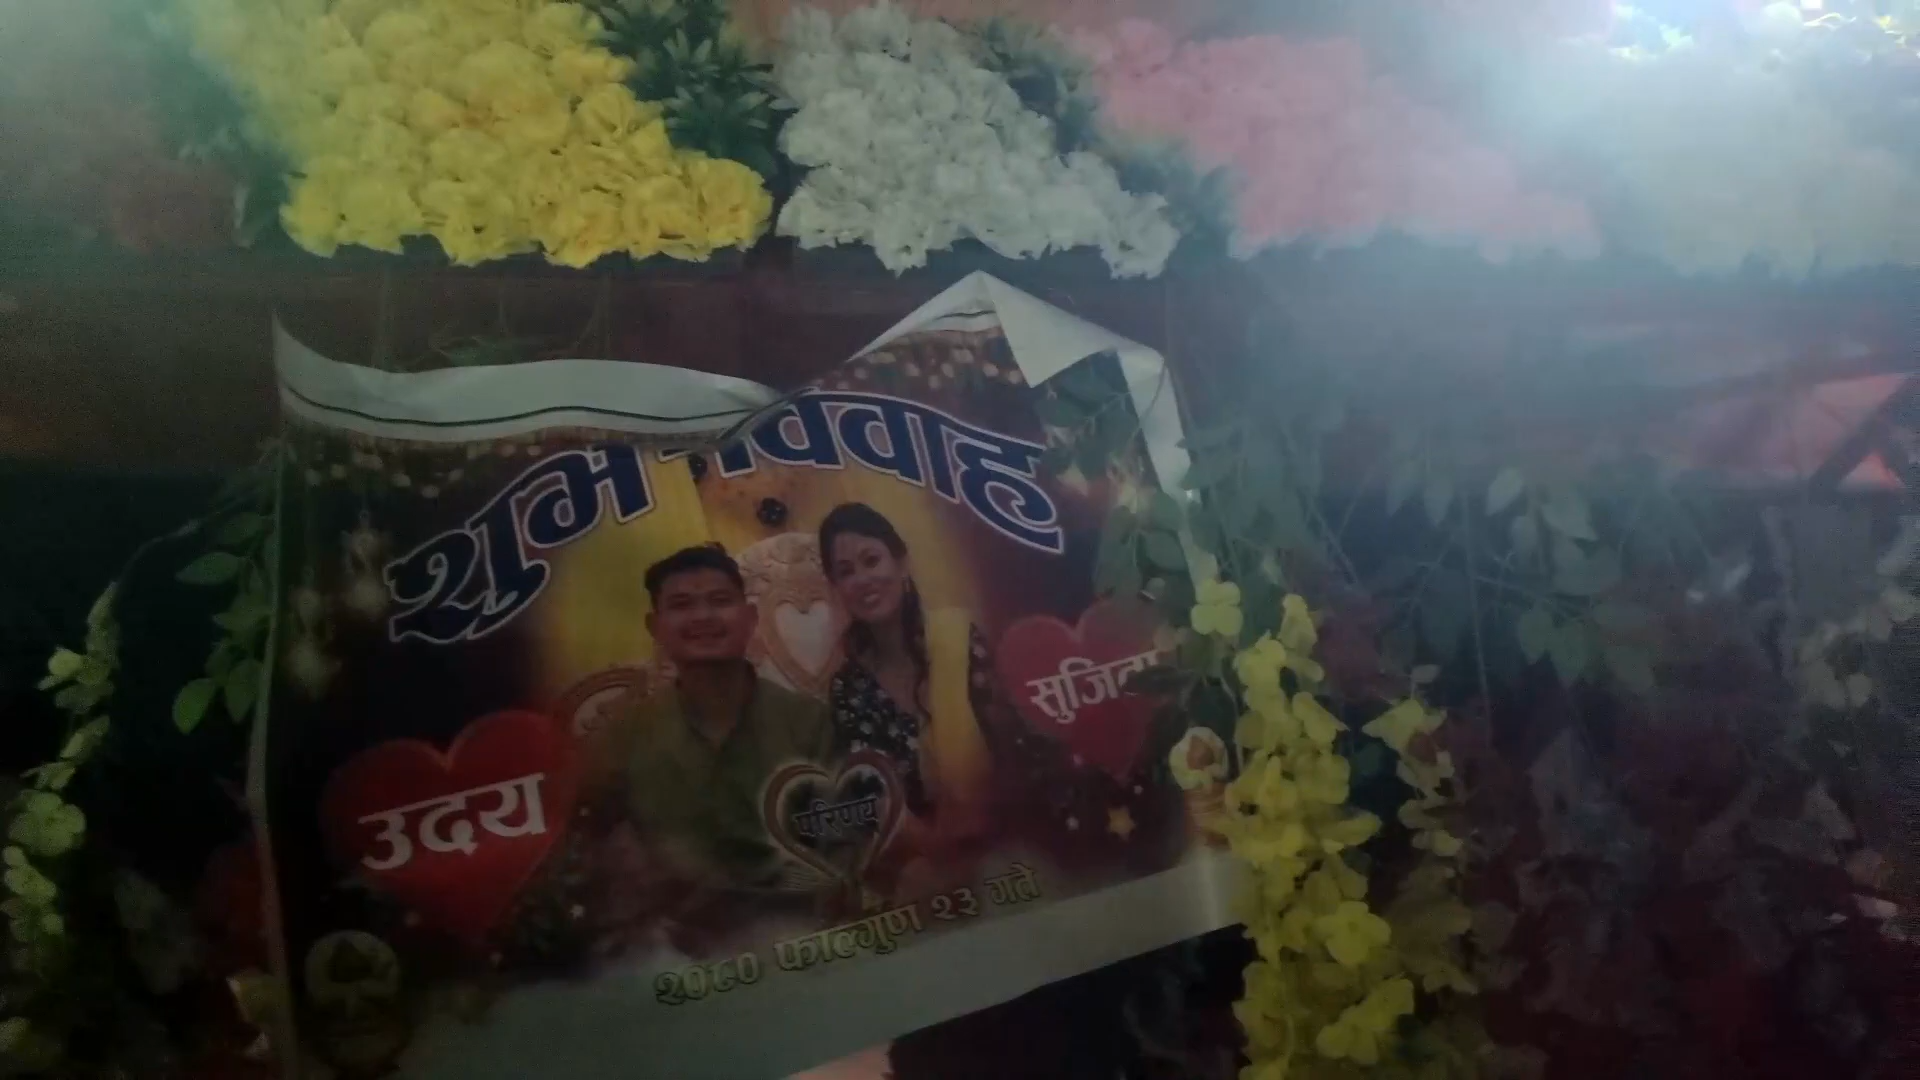 शुभ विवाह
सुजिता
उदय
परिणय
२०८० फाल्गुण २३ गते